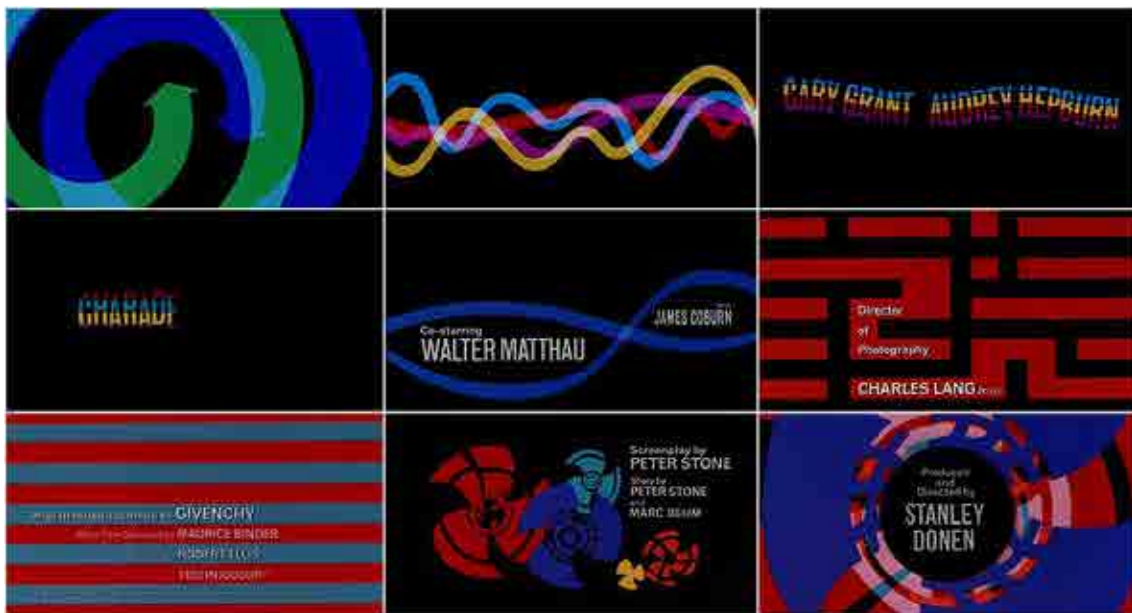 CARY GRANT AUDREY HEPBURN
CHARADE
Co-starring
WALTER MATTHAU
JAMES COBURN
Director
of
Photography
CHARLES LANG
GIVENCHY
MAURICE BINDER
Screenplay by
PETER STONE
Story by
PETER STONE
and
MARC BEHM
Produced
and
Directed by
STANLEY
DONEN